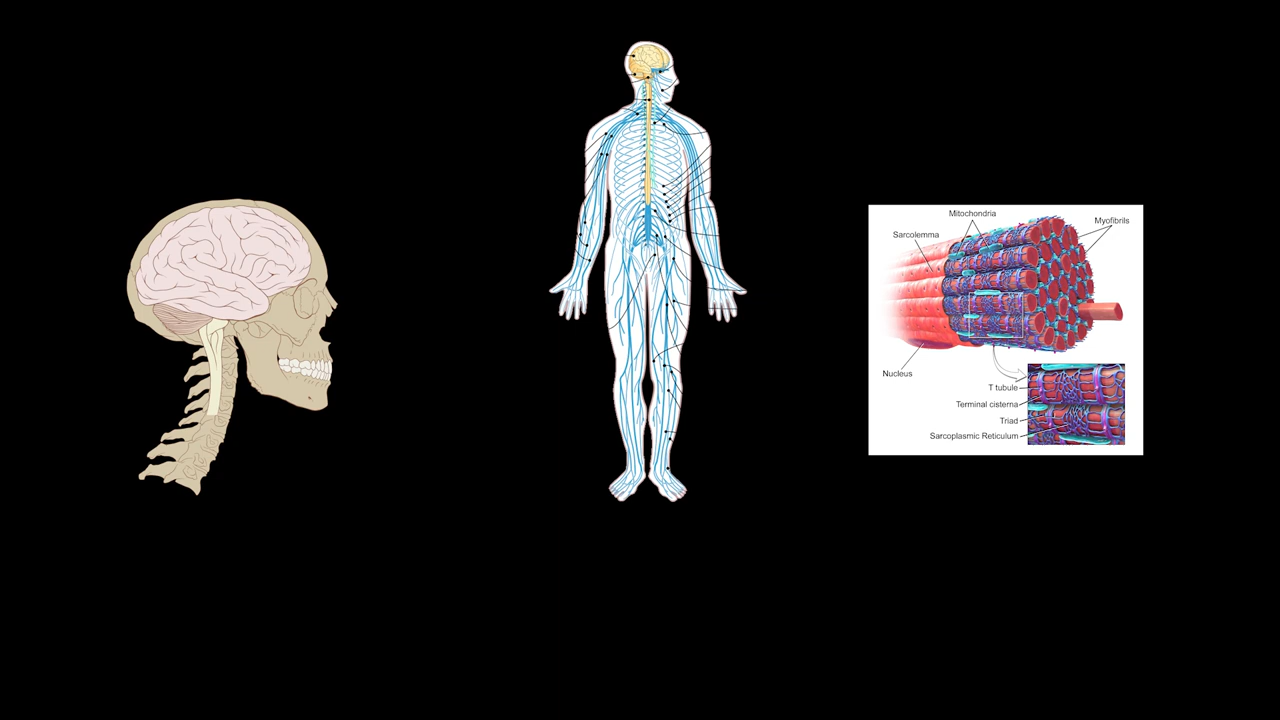 Mitochondria
Myofibrils
Sarcolemma
Nucleus
T tubule
Terminal cisterna
Triad
Sarcoplasmic Reticulum